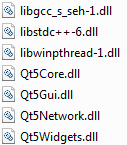 libgcc_s_seh-1.dll
libstdc++-6.dll
libwinpthread-1.dll
Qt5Core.dll
Qt5Gui.dll
Qt5Network.dll
Qt5Widgets.dll